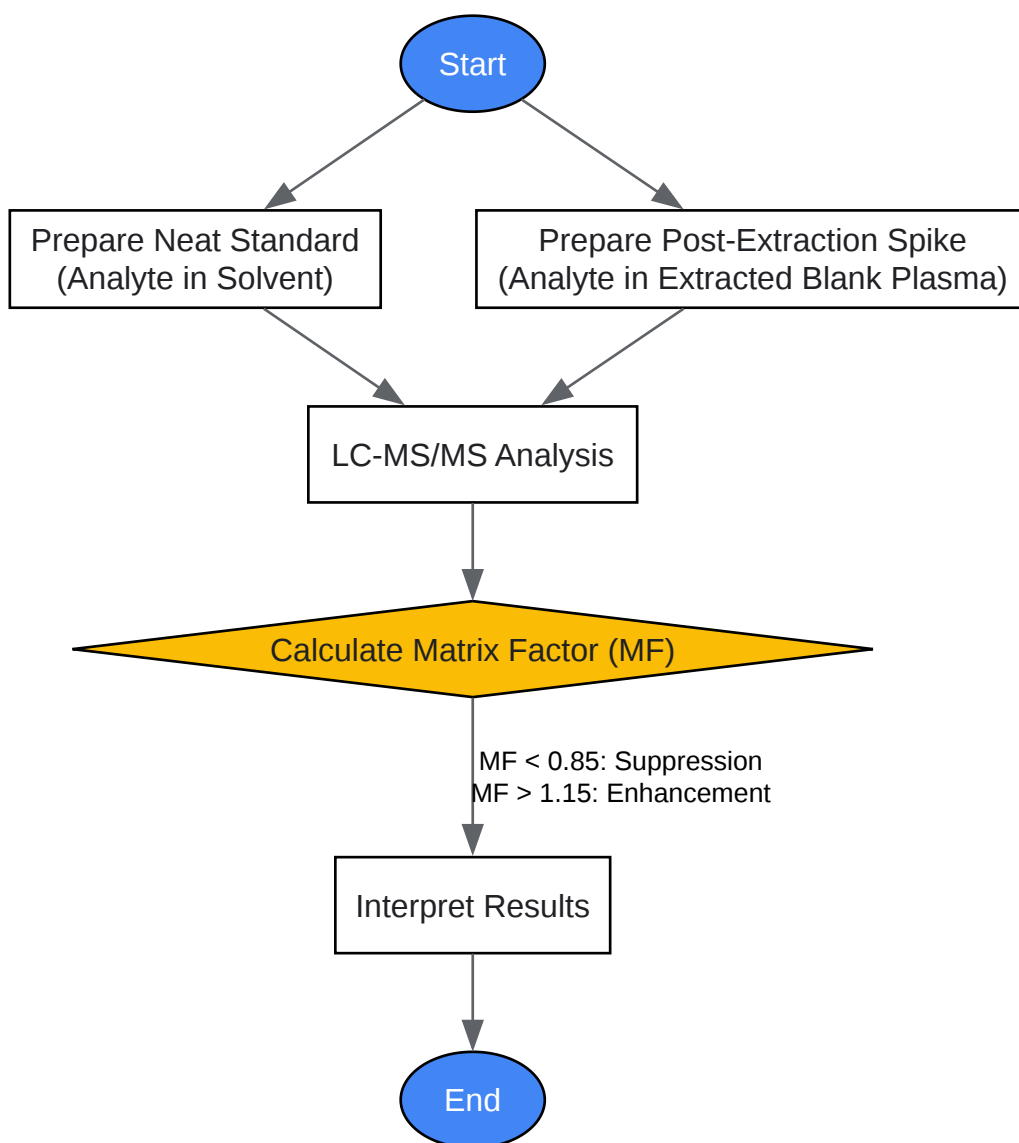 Start
Prepare Neat Standard
(Analyte in Solvent)
Prepare Post-Extraction Spike
(Analyte in Extracted Blank Plasma)
LC-MS/MS Analysis
Calculate Matrix Factor (MF)
MF < 0.85: Suppression
MF > 1.15: Enhancement
Interpret Results
End